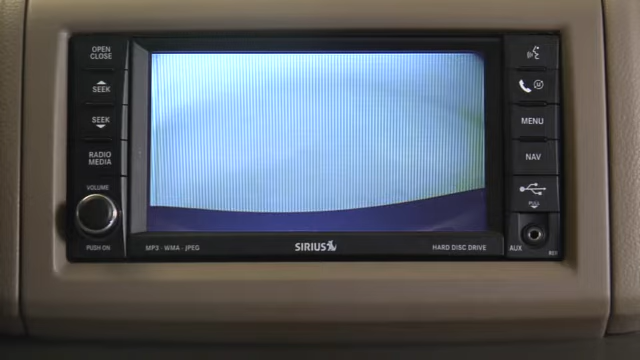 OPEN
CLOSE
SEEK
SEEK
RADIO
MEDIA
VOLUME
PUSH ON
MP3 · WMA · JPEG
SIRIUS
HARD DISC DRIVE
MENU
NAV
PULL
AUX